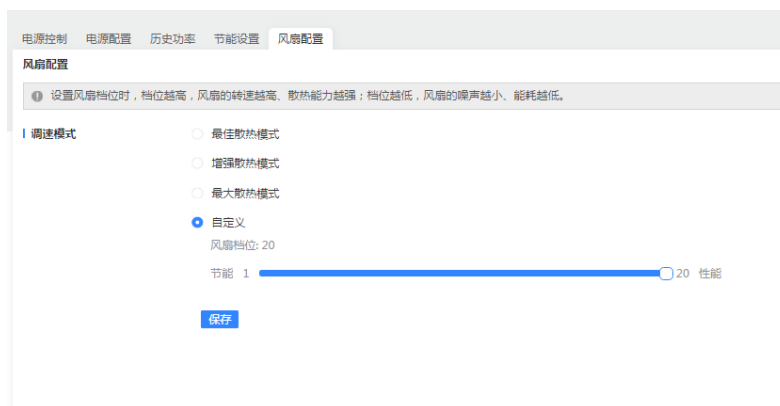 电源控制 电源配置 历史功率 节能设置 风扇配置
风扇配置
设置风扇档位时，档位越高，风扇的转速越高、散热能力越强；档位越低，风扇的噪声越小、能耗越低。
调速模式 最佳散热模式
增强散热模式
最大散热模式
自定义
风扇档位: 20
节能 1 20 性能
保存